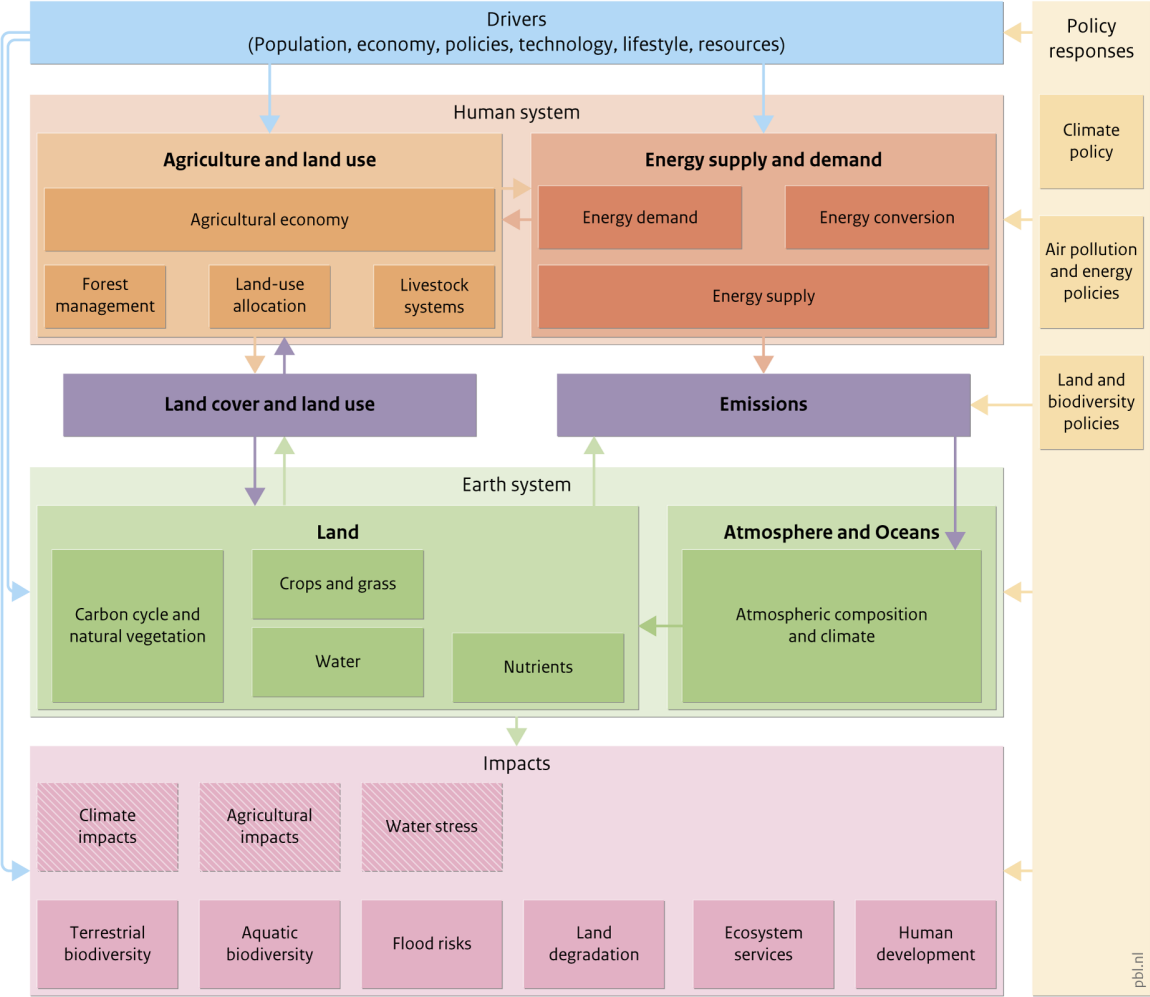 Drivers
(Population, economy, policies, technology, lifestyle, resources)
Policy
responses
Human system
Agriculture and land use
Energy supply and demand
Agricultural economy
Energy demand
Energy conversion
Forest
management
Land-use
allocation
Livestock
systems
Energy supply
Climate
policy
Air pollution
and energy
policies
Land and
biodiversity
policies
Land cover and land use
Emissions
Earth system
Land
Atmosphere and Oceans
Carbon cycle and
natural vegetation
Crops and grass
Water
Nutrients
Atmospheric composition
and climate
Impacts
Climate
impacts
Agricultural
impacts
Water stress
Terrestrial
biodiversity
Aquatic
biodiversity
Flood risks
Land
degradation
Ecosystem
services
Human
development
pbl.nl